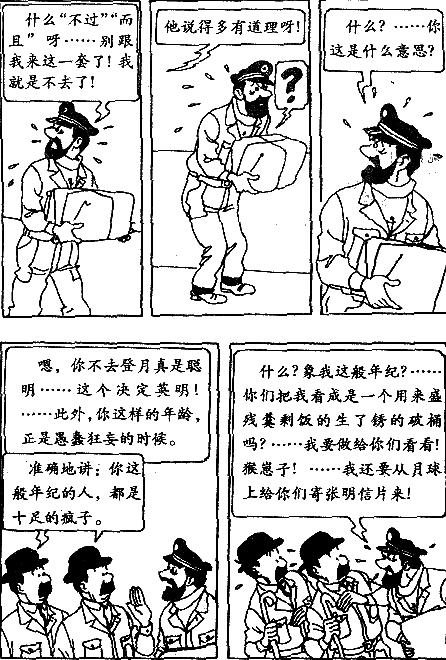 什么“不过”“而
且”呀……别跟
我来这一套了!我
就是不去了!
他说得多有道理呀!
?
什么?……你
这是什么意思?
嗯,你不去登月真是聪
明……这个决定英明!
……此外,你这样的年龄,
正是愚蠢狂妄的时候。
准确地讲,你这
般年纪的人,都是
十足的疯子。
什么?象我这般年纪?……
你们把我看成是一个用来盛
残羹剩饭的生了锈的破桶
吗?……我要做给你们看看!
猴崽子!……我还要从月球
上给你们寄张明信片来!